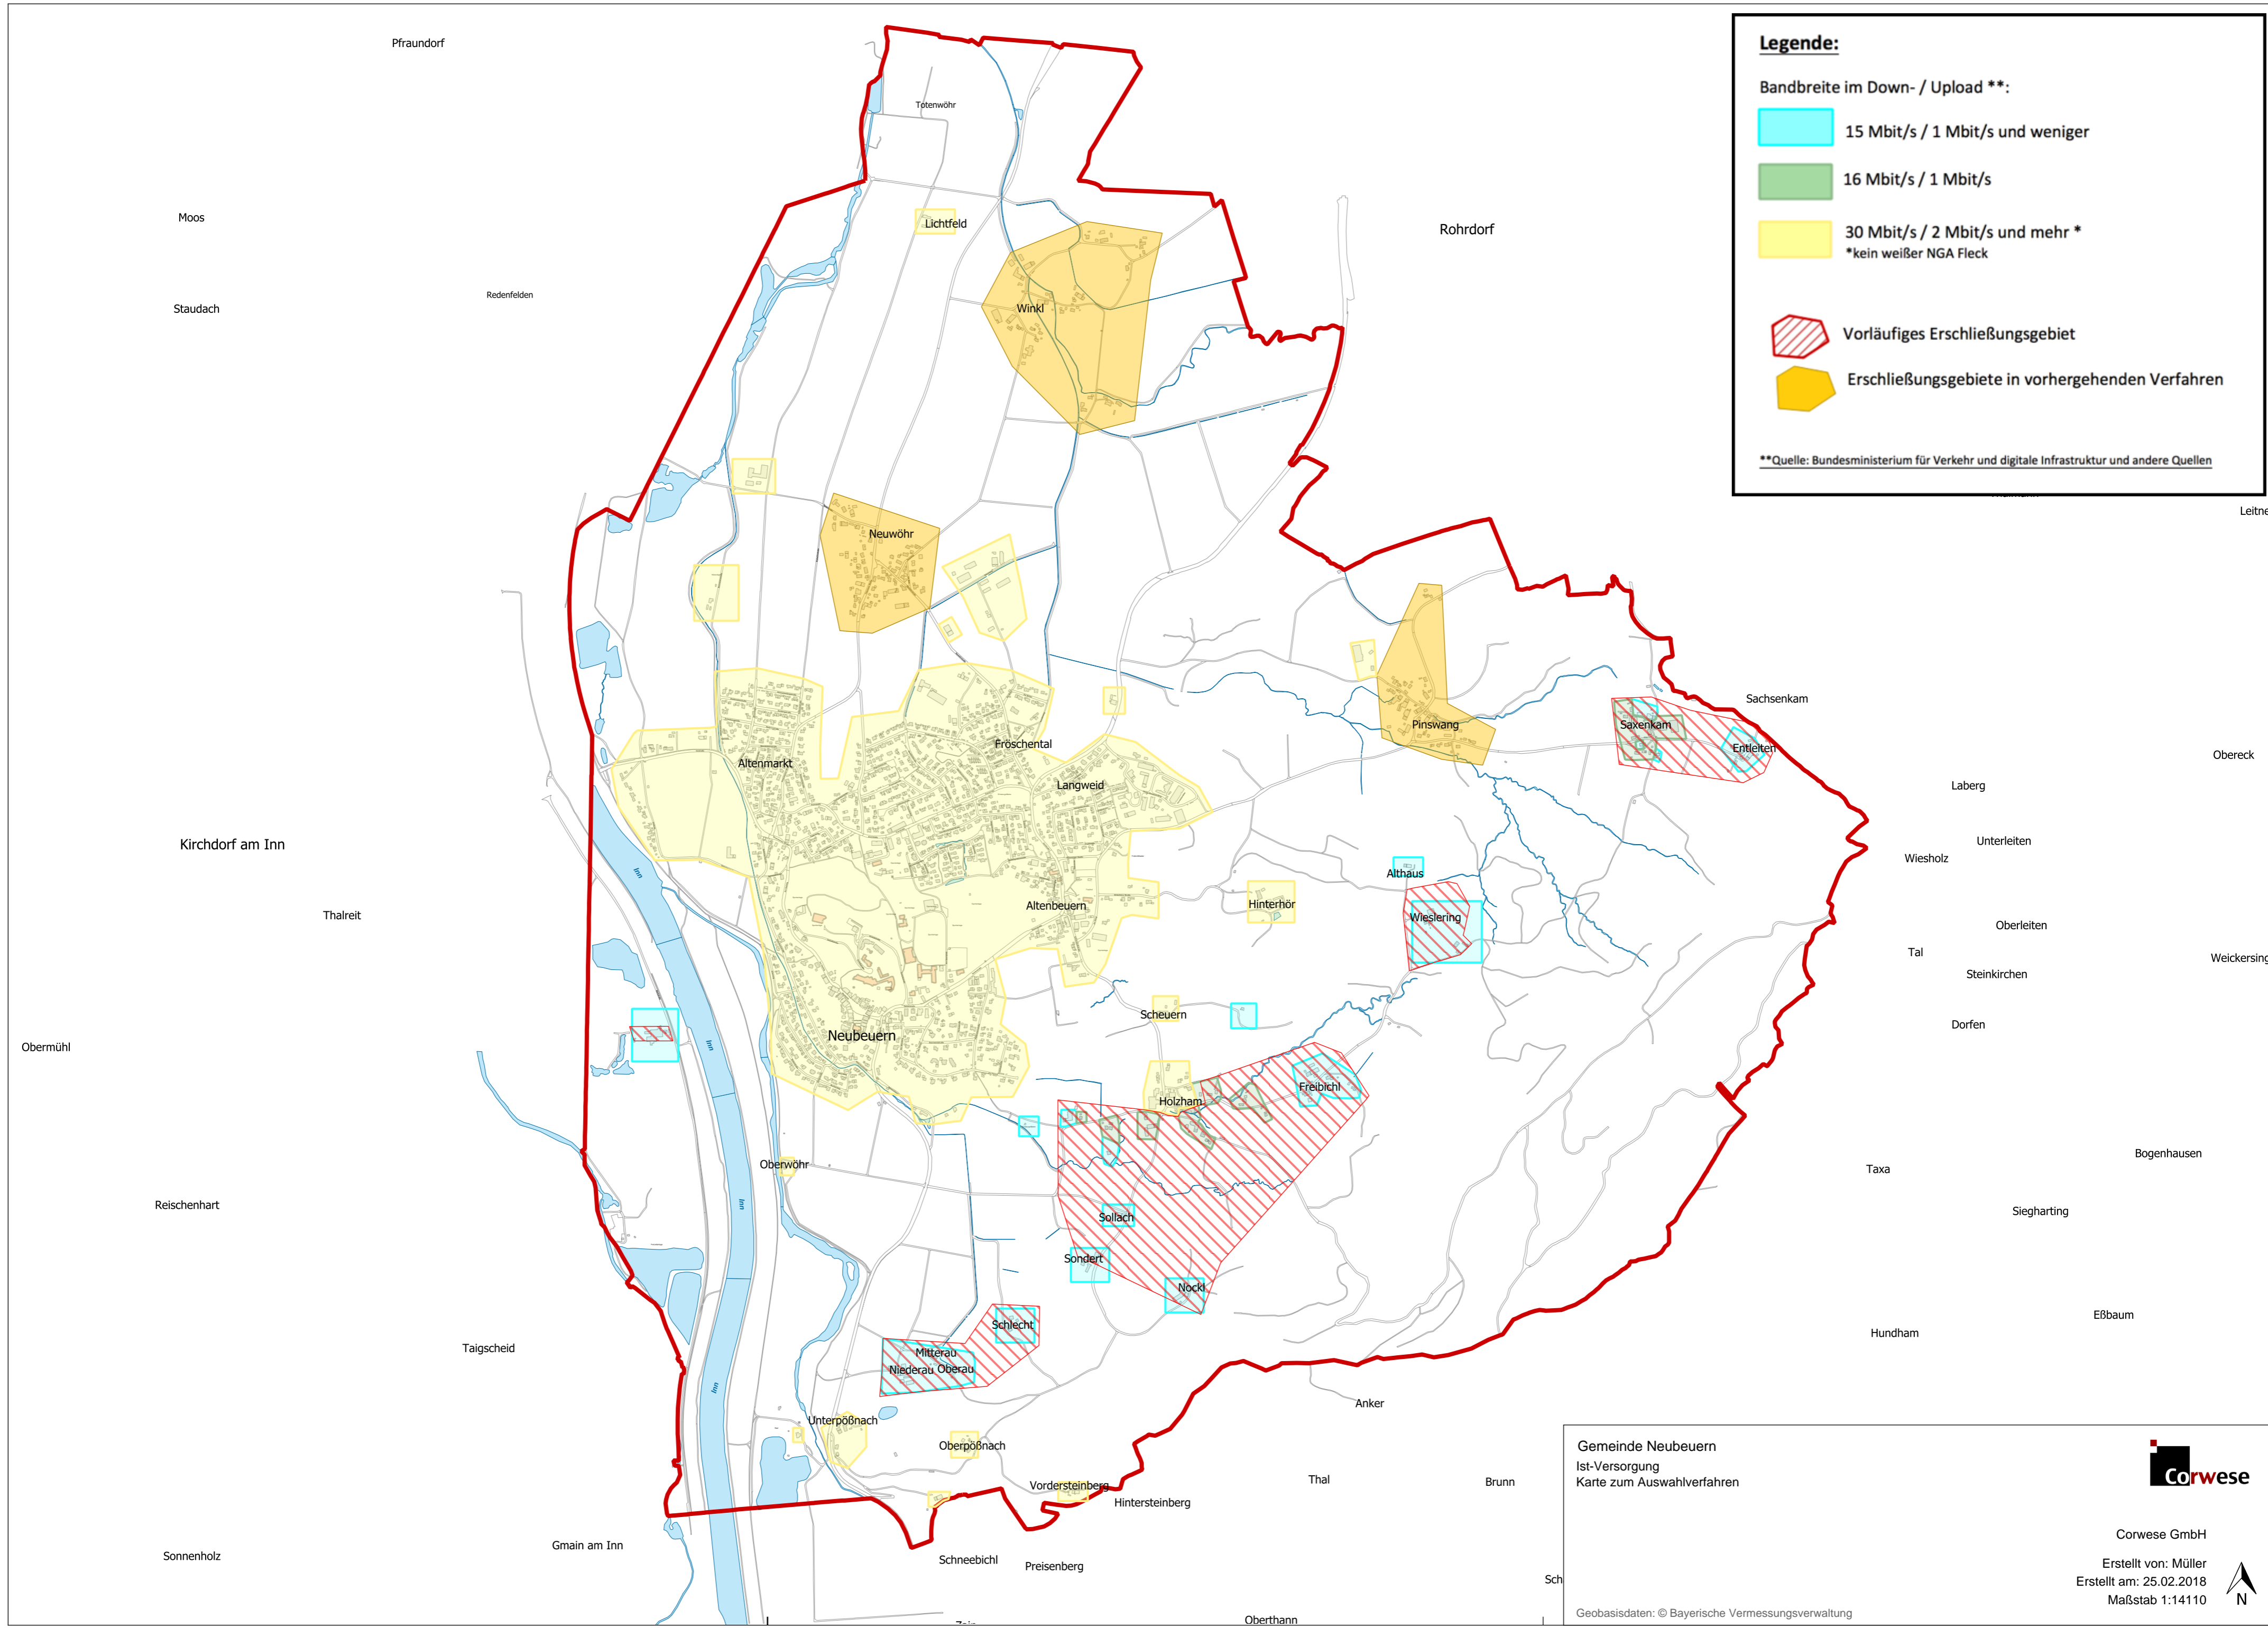 Pfraundorf
Totenwöhr
Moos
Lichtfeld
Rohrdorf
Redenfelden
Staudach
Winkl
Legende:
Bandbreite im Down- / Upload **:
15 Mbit/s / 1 Mbit/s und weniger
16 Mbit/s / 1 Mbit/s
30 Mbit/s / 2 Mbit/s und mehr *
*kein weißer NGA Fleck
Vorläufiges Erschließungsgebiet
Erschließungsgebiete in vorhergehenden Verfahren
**Quelle: Bundesministerium für Verkehr und digitale Infrastruktur und andere Quellen
Leitne
Neuwöhr
Sachsenkam
Pinswang
Saxenkam
Entleiten
Obereck
Fröschental
Altenmarkt
Langweid
Laberg
Kirchdorf am Inn
Unterleiten
Wiesholz
Inn
Althaus
Hinterhör
Altenbeuern
Thalreit
Wieslering
Oberleiten
Tal
Weickersing
Steinkirchen
Scheuern
Dorfen
Neubeuern
Inn
Obermühl
Freibichl
Holzham
Bogenhausen
Oberwöhr
Taxa
Reischenhart
Inn
Siegharting
Sollach
Sondert
Nöckl
Eßbaum
Schlecht
Hundham
Taigscheid
Mitterau
Niederau Oberau
Inn
Anker
Unterpößnach
Oberpößnach
Thal
Brunn
Vordersteinberg
Hintersteinberg
Gmain am Inn
Sonnenholz
Schneebichl
Preisenberg
Sch
Oberthann
Gemeinde Neubeuern
Ist-Versorgung
Karte zum Auswahlverfahren
Corwese
Corwese GmbH
Erstellt von: Müller
Erstellt am: 25.02.2018
Maßstab 1:14110
N
Geobasisdaten: © Bayerische Vermessungsverwaltung